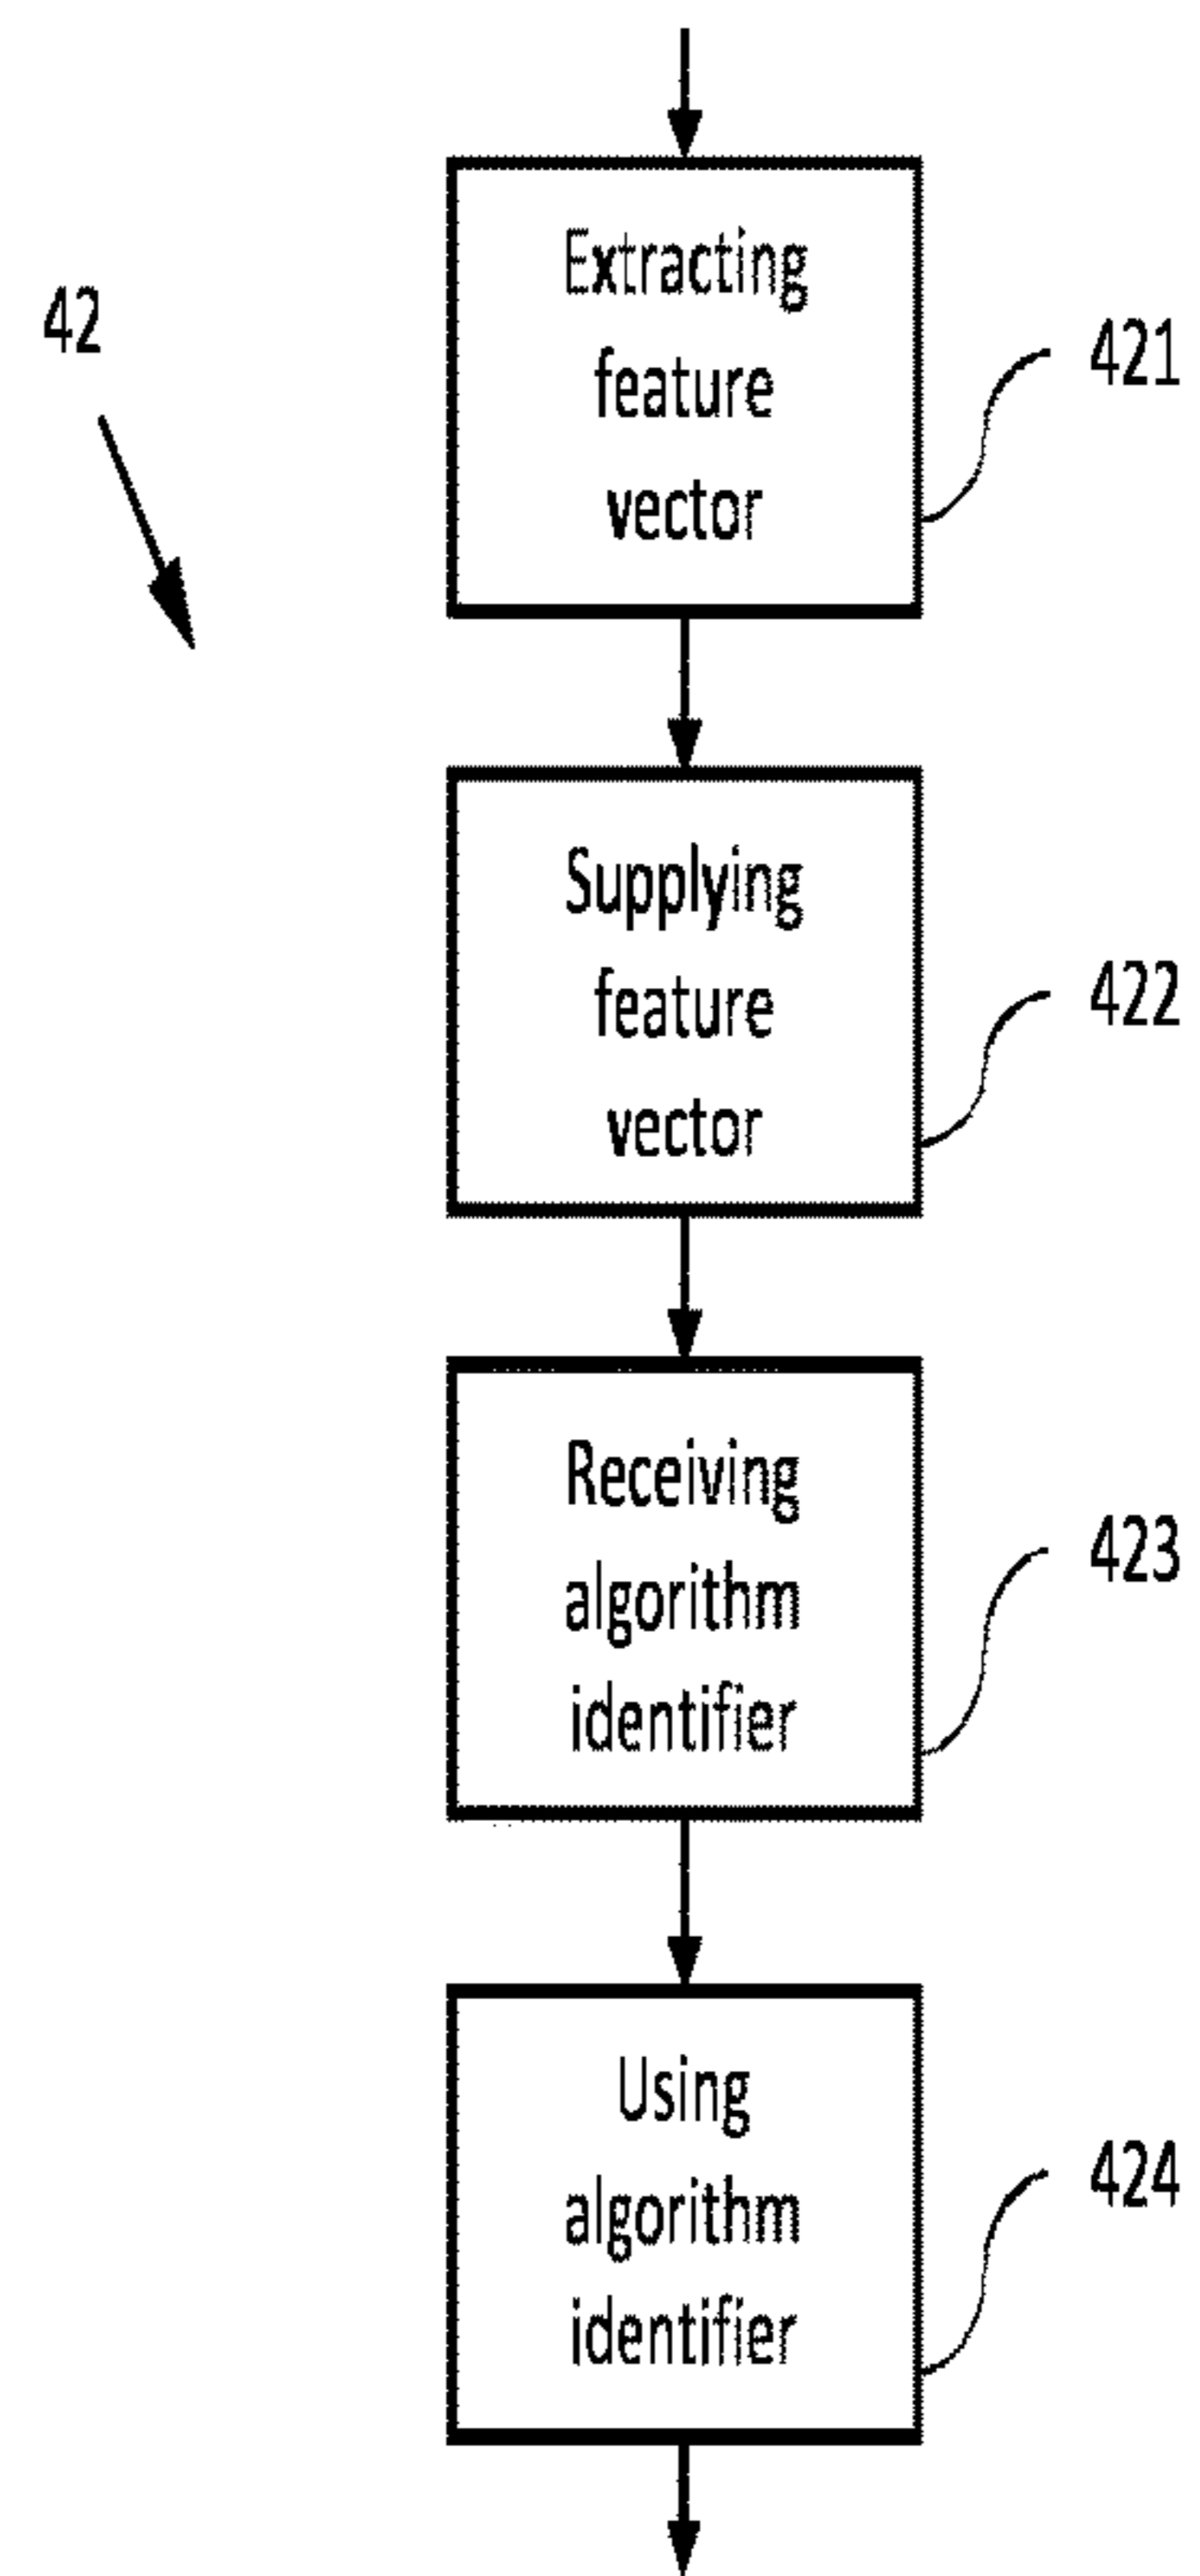 42
Extracting
feature
vector
421
Supplying
feature
vector
422
Receiving
algorithm
identifier
423
Using
algorithm
identifier
424